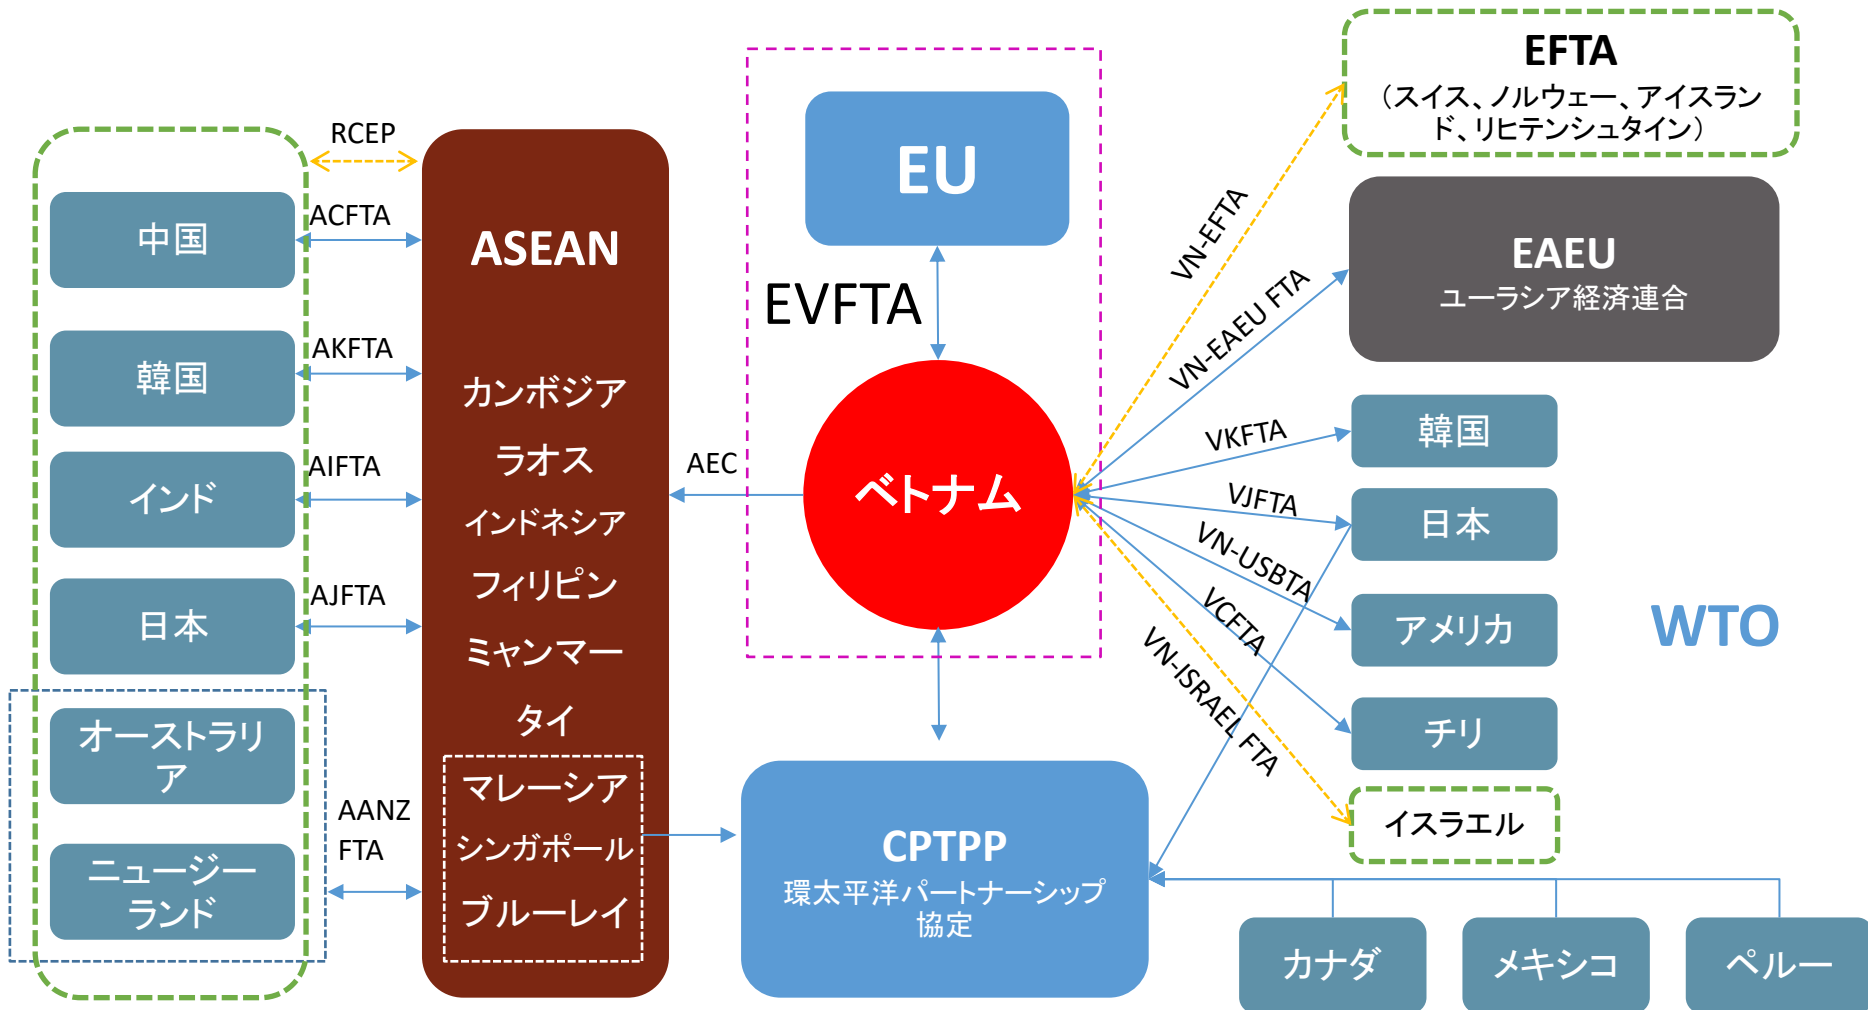 RCEP
中国
ACFTA
韓国
AKFTA
インド
AIFTA
日本
AJFTA
オーストラリ
ア
ニュージー
ランド
AANZ
FTA
ASEAN
カンボジア
ラオス
インドネシア
フィリピン
ミャンマー
タイ
マレーシア
シンガポール
ブルーレイ
AEC
EU
EVFTA
ベトナム
CPTPP
環太平洋パートナーシップ
協定
VN-EFTA
VN-EAEU FTA
VKFTA
VJFTA
VN-USBTA
VCFTA
VN-ISRAEL FTA
EFTA
（スイス、ノルウェー、アイスラン
ド、リヒテンシュタイン）
EAEU
ユーラシア経済連合
韓国
日本
アメリカ
チリ
イスラエル
WTO
カナダ
メキシコ
ペルー